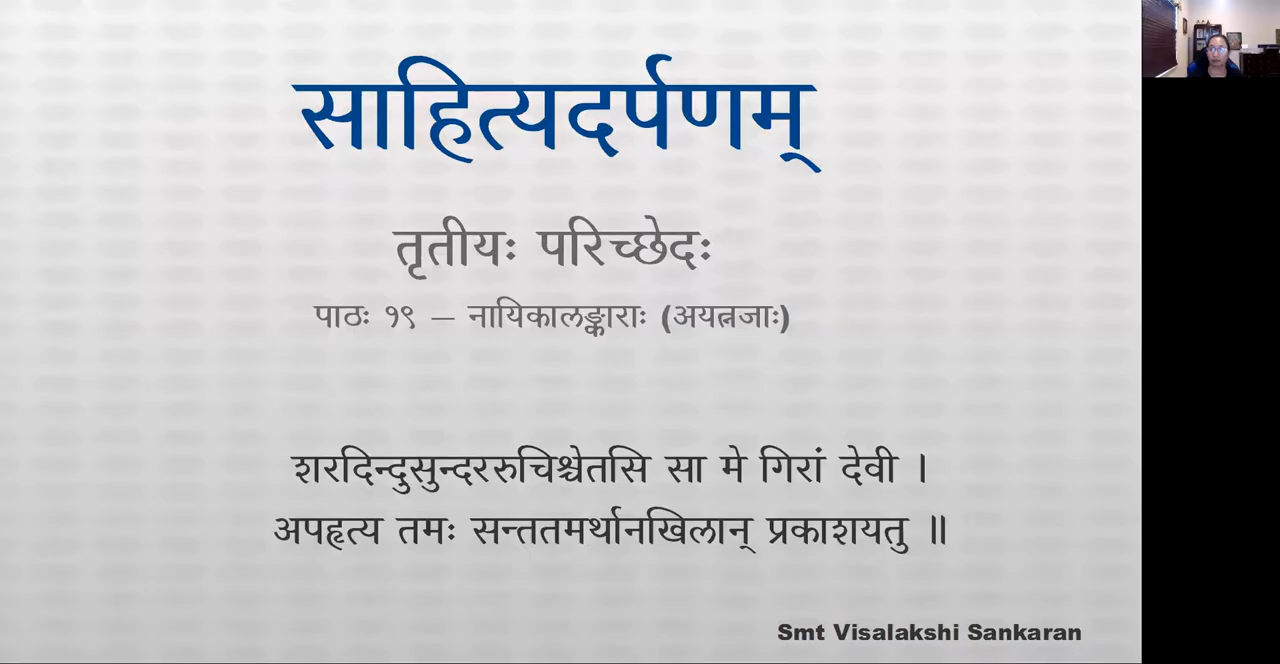 साहित्यदर्पणम्
तृतीयः परिच्छेदः
पाठः १९ – नायिकालङ्काराः (अयत्नजाः)
शरदिन्दुसुन्दररुचिश्चेतसि सा मे गिरां देवी ।
अपहृत्य तमः सन्ततमर्थानखिलान् प्रकाशयतु ॥
Smt Visalakshi Sankaran